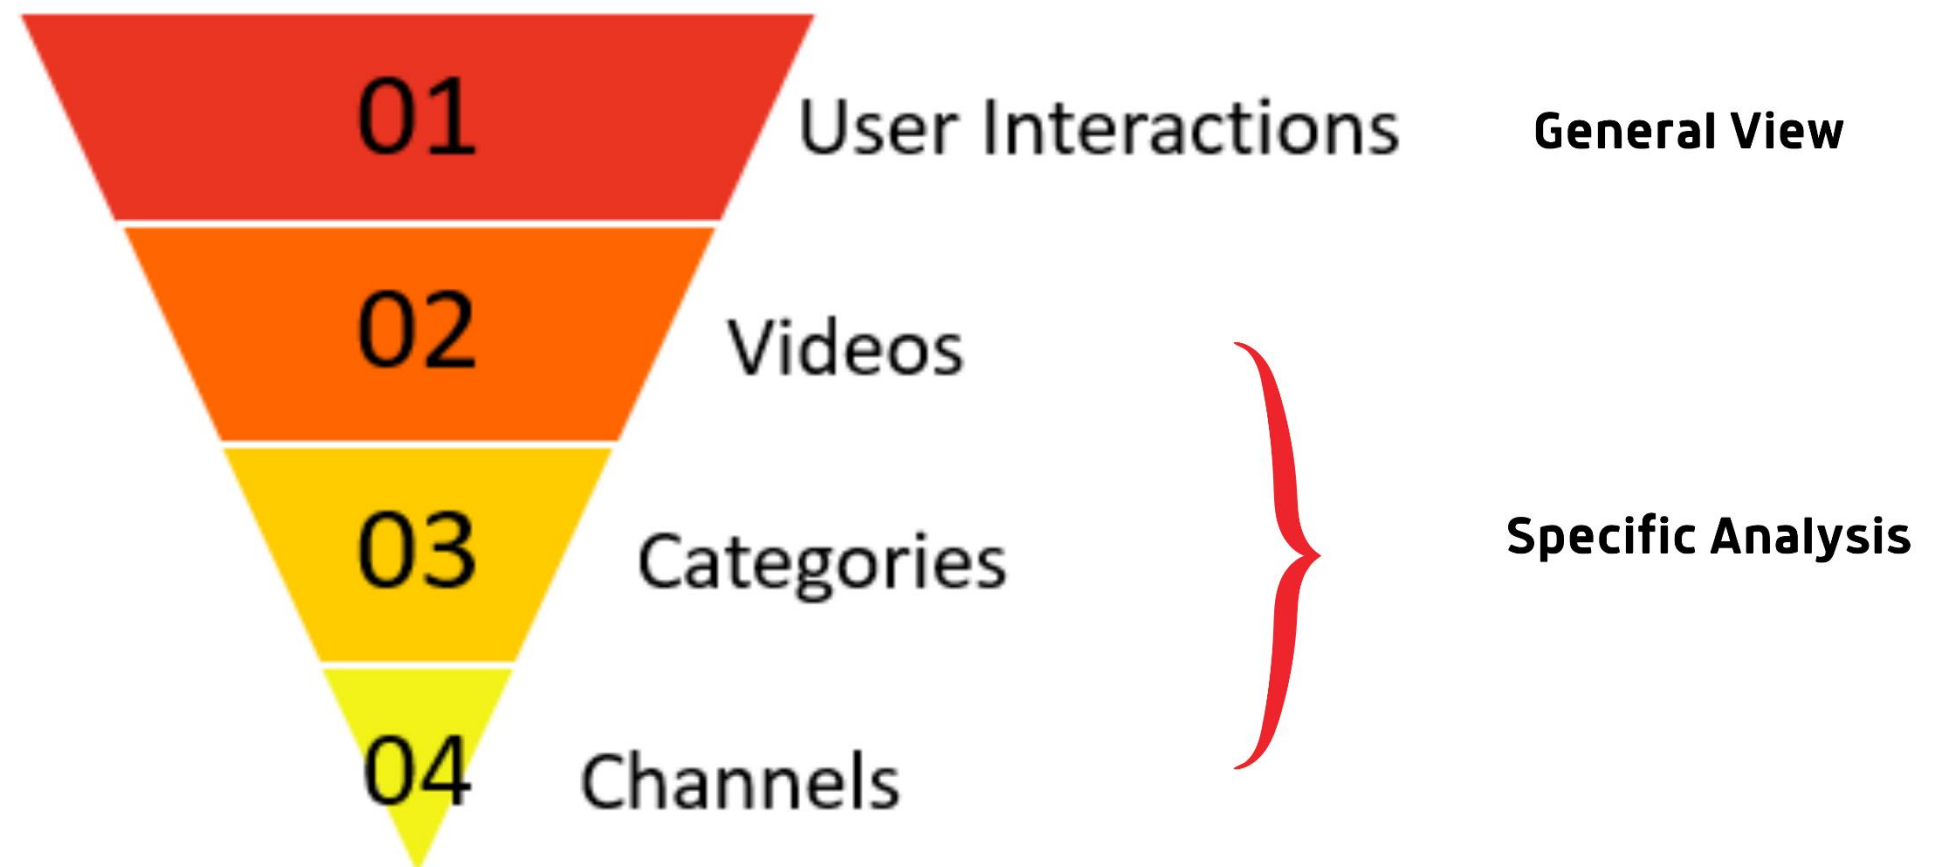 01
User Interactions
General View
02
Videos
03
Categories
Specific Analysis
04
Channels